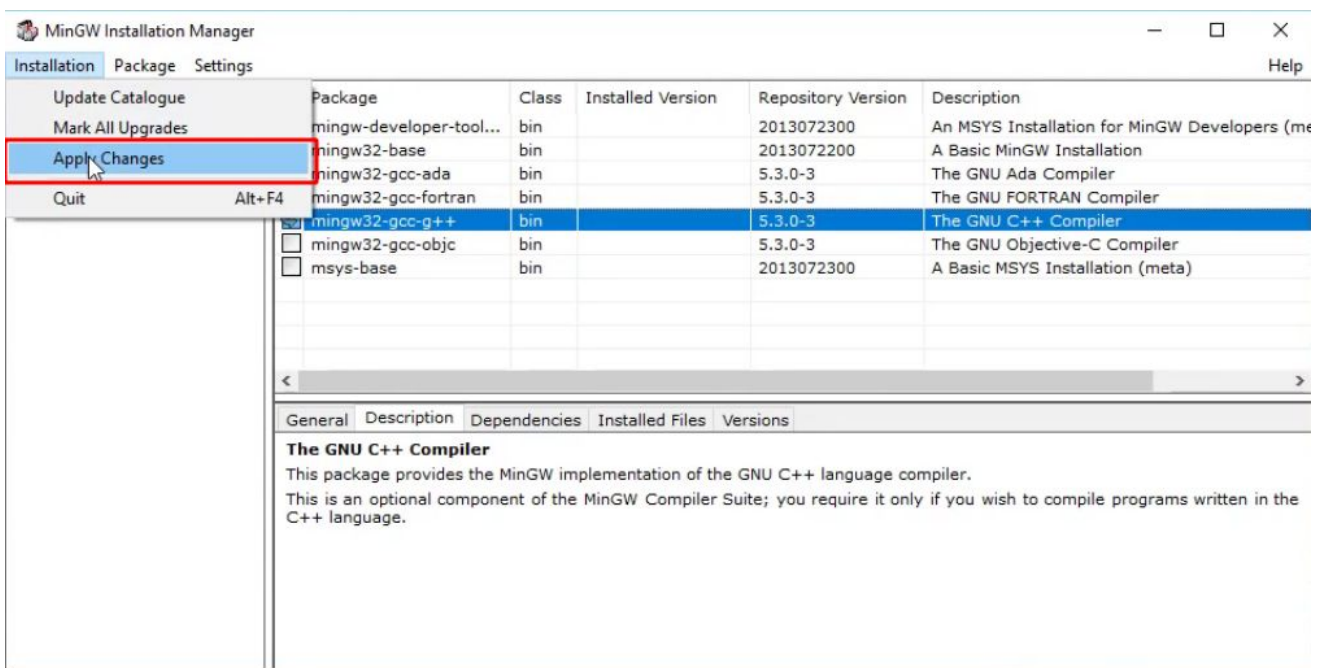 MinGW Installation Manager
Installation Package Settings Help
Update Catalogue
Mark All Upgrades
Apply Changes
Quit Alt+F4
Package Class Installed Version Repository Version Description
mingw-developer-tool... bin 2013072300 An MSYS Installation for MinGW Developers (me
mingw32-base bin 2013072200 A Basic MinGW Installation
mingw32-gcc-ada bin 5.3.0-3 The GNU Ada Compiler
mingw32-gcc-fortran bin 5.3.0-3 The GNU FORTRAN Compiler
mingw32-gcc-g++ bin 5.3.0-3 The GNU C++ Compiler
mingw32-gcc-objc bin 5.3.0-3 The GNU Objective-C Compiler
msys-base bin 2013072300 A Basic MSYS Installation (meta)
General Description Dependencies Installed Files Versions
The GNU C++ Compiler
This package provides the MinGW implementation of the GNU C++ language compiler.
This is an optional component of the MinGW Compiler Suite; you require it only if you wish to compile programs written in the
C++ language.